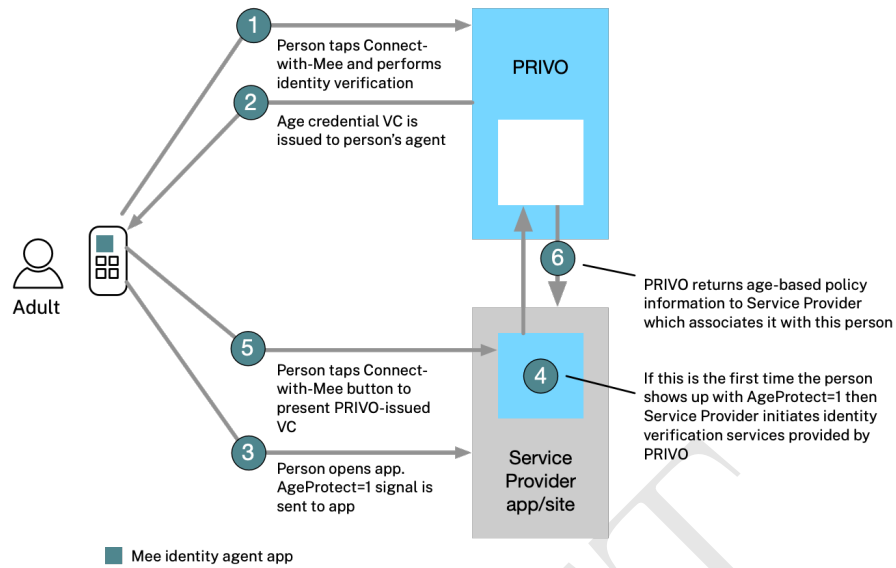 1
Person taps Connect-
with-Mee and performs
identity verification
PRIVO
2
Age credential VC is
issued to person's agent
Adult
6
PRIVO returns age-based policy
information to Service Provider
which associates it with this person
5
Person taps Connect-
with-Mee button to
present PRIVO-issued
VC
4
If this is the first time the person
shows up with AgeProtect=1 then
Service Provider initiates identity
verification services provided by
PRIVO
3
Person opens app.
AgeProtect=1 signal is
sent to app
Service
Provider
app/site
Mee identity agent app